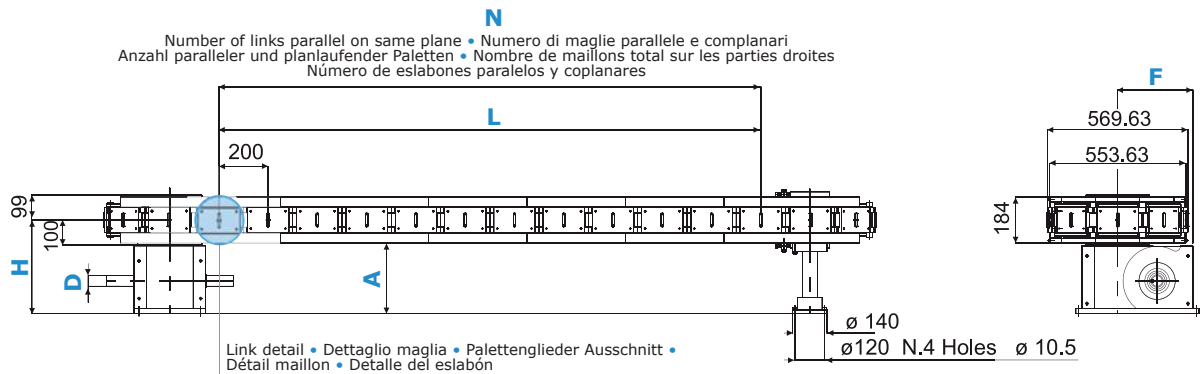 N
Number of links parallel on same plane • Numero di maglie parallele e complanari
Anzahl paralleler und planlaufender Paletten • Nombre de maillons total sur les parties droites
Número de eslabones paralelos y coplanares
F
L
569.63
200
553.63
99
100
184
H
D
A
ø 140
ø120 N.4 Holes ø 10.5
Link detail • Dettaglio maglia • Palettenglieder Ausschnitt •
Détail maillon • Detalle del eslabón